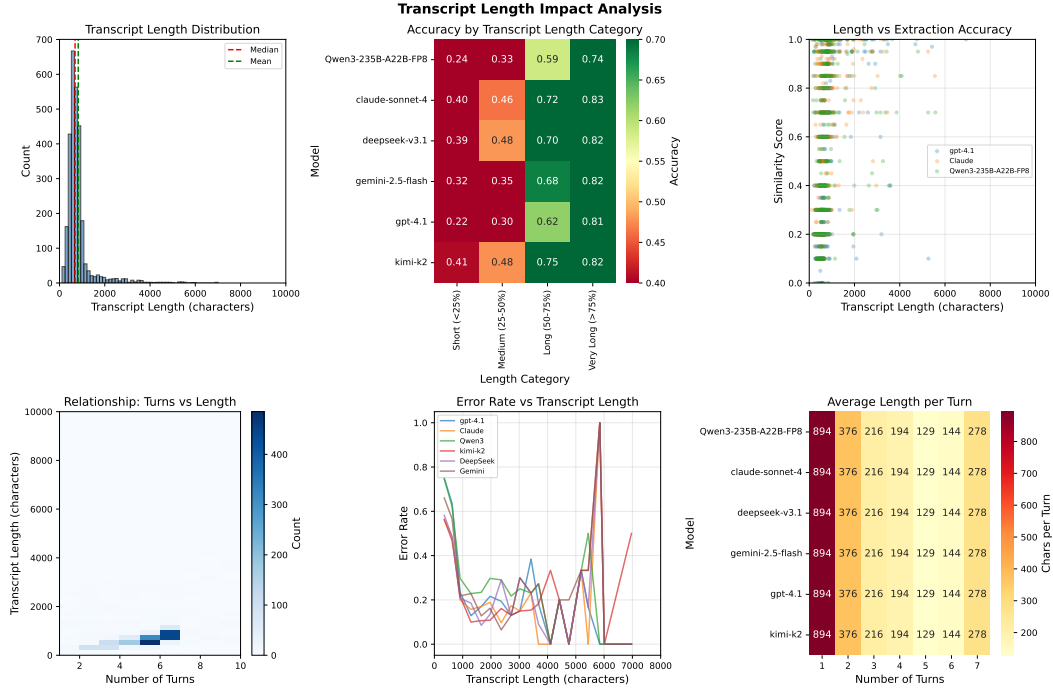 Transcript Length Impact Analysis
Transcript Length Distribution
700
600
500
400
300
200
100
0
Count
0 2000 4000 6000 8000 10000
Transcript Length (characters)
Median
Mean
Accuracy by Transcript Length Category
Model
Qwen3-235B-A22B-FP8 0.24 0.33 0.59 0.74
claude-sonnet-4 0.40 0.46 0.72 0.83
deepseek-v3.1 0.39 0.48 0.70 0.82
gemini-2.5-flash 0.32 0.35 0.68 0.82
gpt-4.1 0.22 0.30 0.62 0.81
kimi-k2 0.41 0.48 0.75 0.82
Short (<25%)
Medium (25-50%)
Long (50-75%)
Very Long (>75%)
Length Category
0.70
0.65
0.60
0.55
0.50
0.45
0.40
Accuracy
Length vs Extraction Accuracy
1.0
0.8
0.6
0.4
0.2
0.0
Similarity Score
gpt-4.1
Claude
Qwen3-235B-A22B-FP8
0 2000 4000 6000 8000 10000
Transcript Length (characters)
Relationship: Turns vs Length
10000
8000
6000
4000
2000
0
Transcript Length (characters)
2 4 6 8 10
Number of Turns
400
300
200
100
0
Count
Error Rate vs Transcript Length
gpt-4.1
Claude
Qwen3
kimi-k2
DeepSeek
Gemini
1.0
0.8
0.6
0.4
0.2
0.0
Error Rate
0 1000 2000 3000 4000 5000 6000 7000 8000
Transcript Length (characters)
Average Length per Turn
Model
Qwen3-235B-A22B-FP8 894 376 216 194 129 144 278
claude-sonnet-4 894 376 216 194 129 144 278
deepseek-v3.1 894 376 216 194 129 144 278
gemini-2.5-flash 894 376 216 194 129 144 278
gpt-4.1 894 376 216 194 129 144 278
kimi-k2 894 376 216 194 129 144 278
1 2 3 4 5 6 7
Number of Turns
800
700
600
500
400
300
200
Chars per Turn